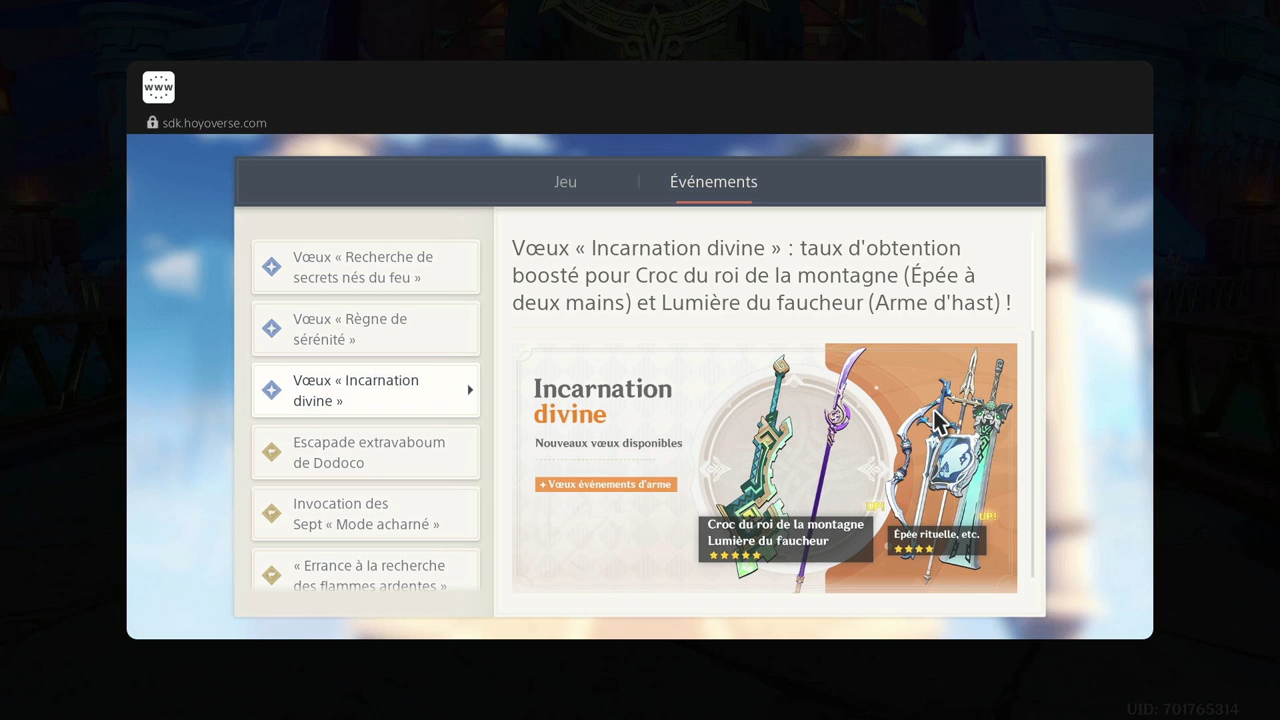 www
sdk.hoyoverse.com
Jeu
Événements
Vœux « Recherche de
secrets nés du feu »
Vœux « Règne de
sérénité »
Vœux « Incarnation
divine »
Escapade extravaboum
de Dodoco
Invocation des
Sept « Mode acharné »
« Errance à la recherche
des flammes ardentes »
Vœux « Incarnation divine » : taux d'obtention
boosté pour Croc du roi de la montagne (Épée à
deux mains) et Lumière du faucheur (Arme d'hast) !
Incarnation
divine
Nouveaux vœux disponibles
+ Vœux événements d'arme
UP!
Croc du roi de la montagne
Lumière du faucheur
UP!
Épée rituelle, etc.
UID: 701765314